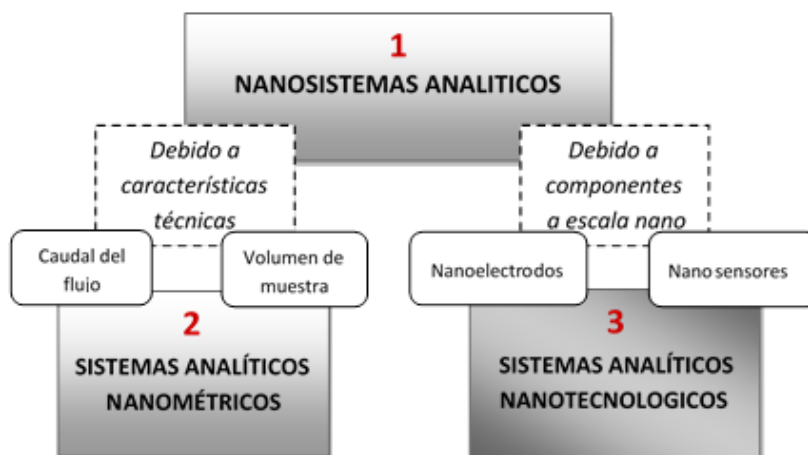 1
NANOSISTEMAS ANALITICOS
Debido a
características
técnicas
Debido a
componentes
a escala nano
Caudal del
flujo
Volumen de
muestra
Nanoelectrodos
Nano sensores
2
SISTEMAS ANALÍTICOS
NANOMÉTRICOS
3
SISTEMAS ANALÍTICOS
NANOTECNOLOGICOS